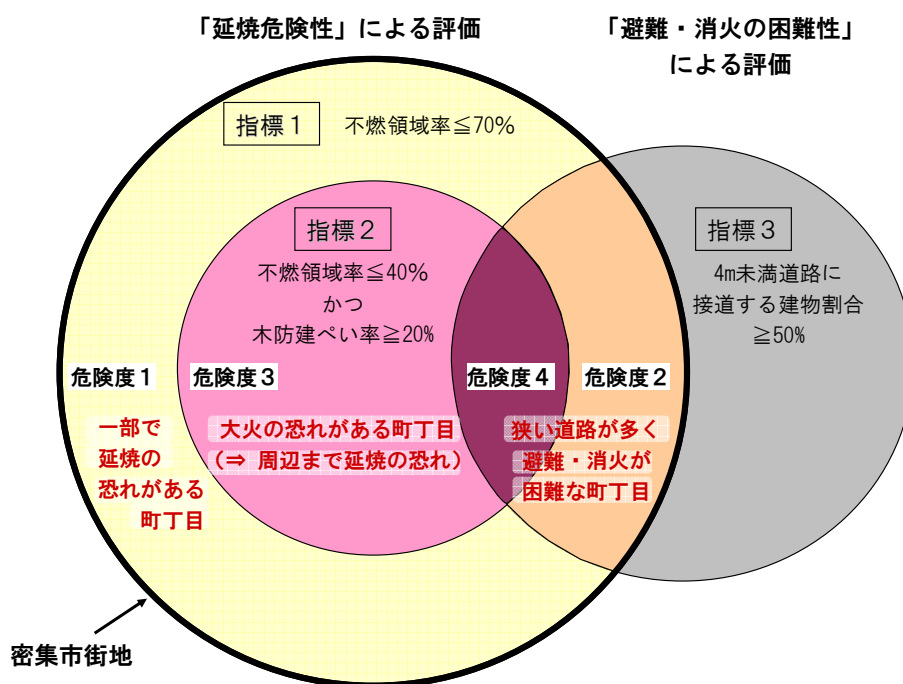 「延焼危険性」による評価
「避難・消火の困難性」
による評価
指標１
不燃領域率≦70%
指標２
不燃領域率≦40%
かつ
木防建ぺい率≧20%
指標３
4m未満道路に
接道する建物割合
≧50%
危険度１
危険度３
危険度４
危険度２
一部で
延焼の
恐れがある
町丁目
大火の恐れがある町丁目
（⇒ 周辺まで延焼の恐れ）
狭い道路が多く
避難・消火が
困難な町丁目
密集市街地